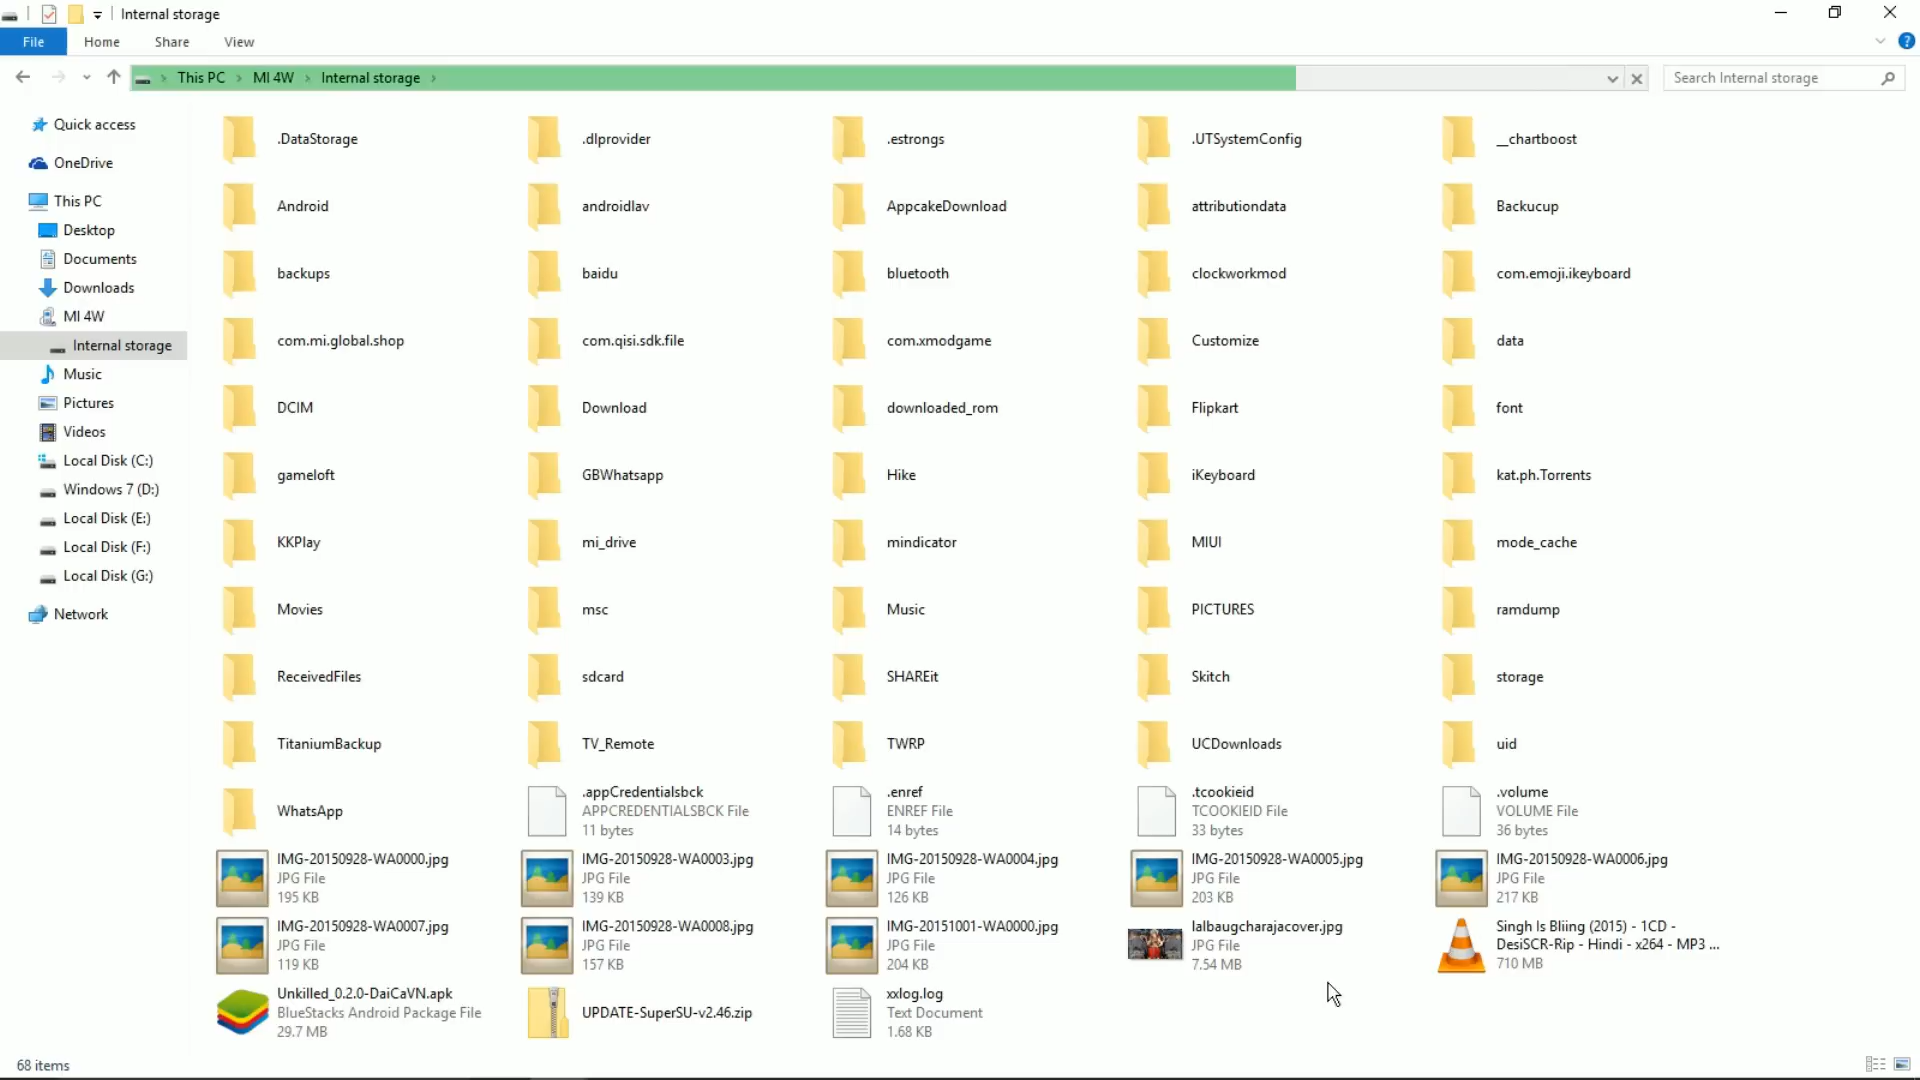 Internal storage
File Home Share View
This PC MI 4W Internal storage
Search Internal storage
Quick access
OneDrive
This PC
Desktop
Documents
Downloads
MI 4W
Internal storage
Music
Pictures
Videos
Local Disk (C:)
Windows 7 (D:)
Local Disk (E:)
Local Disk (F:)
Local Disk (G:)
Network
.DataStorage .dlprovider .estrongs .UTSystemConfig __chartboost
Android androidlav AppcakeDownload attributiondata Backucup
backups baidu bluetooth clockworkmod com.emoji.ikeyboard
com.mi.global.shop com.qisi.sdk.file com.xmodgame Customize data
DCIM Download downloaded_rom Flipkart font
gameloft GBWhatsapp Hike iKeyboard kat.ph.Torrents
KKPlay mi_drive mindicator MIUI mode_cache
Movies msc Music PICTURES ramdump
ReceivedFiles sdcard SHAREit Skitch storage
TitaniumBackup TV_Remote TWRP UCDownloads uid
WhatsApp
.appCredentialsbck
APPCREDENTIALSBCK File
11 bytes
.enref
ENREF File
14 bytes
.tcookieid
TCOOKIEID File
33 bytes
.volume
VOLUME File
36 bytes
IMG-20150928-WA0000.jpg
JPG File
195 KB
IMG-20150928-WA0003.jpg
JPG File
139 KB
IMG-20150928-WA0004.jpg
JPG File
126 KB
IMG-20150928-WA0005.jpg
JPG File
203 KB
IMG-20150928-WA0006.jpg
JPG File
217 KB
IMG-20150928-WA0007.jpg
JPG File
119 KB
IMG-20150928-WA0008.jpg
JPG File
157 KB
IMG-20151001-WA0000.jpg
JPG File
204 KB
lalbaugcharajacover.jpg
JPG File
7.54 MB
Singh Is Bliing (2015) - 1CD -
DesiSCR-Rip - Hindi - x264 - MP3 ...
710 MB
Unkilled_0.2.0-DaiCaVN.apk
BlueStacks Android Package File
29.7 MB
UPDATE-SuperSU-v2.46.zip
xxlog.log
Text Document
1.68 KB
68 items